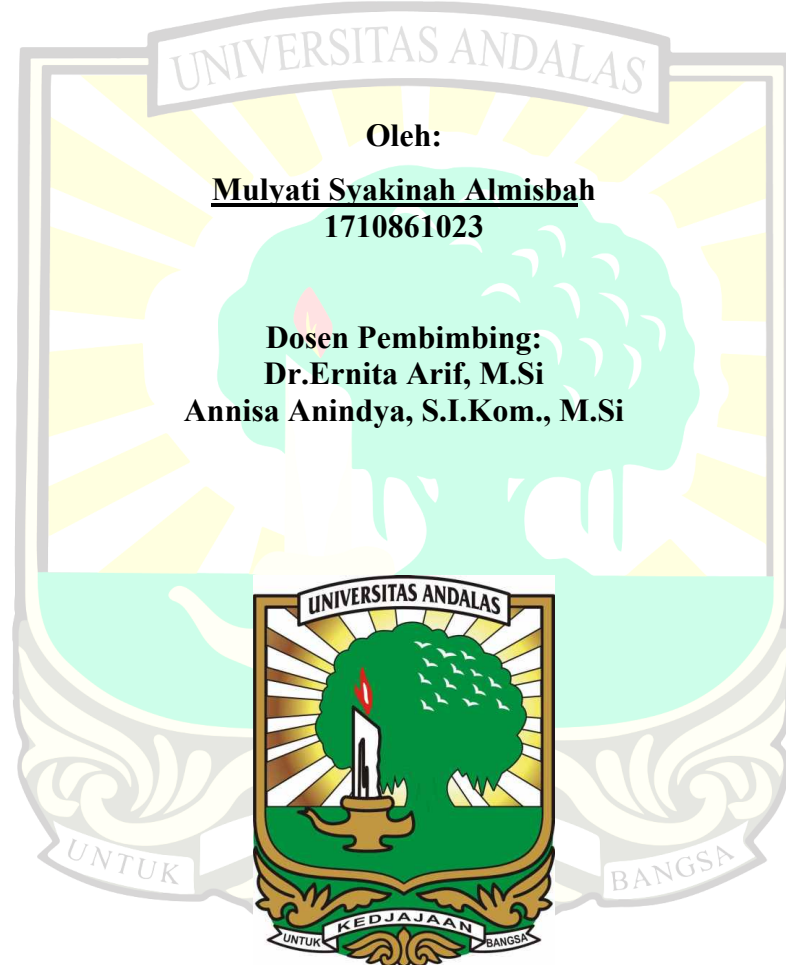 UNIVERSITAS ANDALAS
Oleh:
Mulyati Syakinah Almisbah
1710861023
Dosen Pembimbing:
Dr.Ernita Arif, M.Si
Annisa Anindya, S.I.Kom., M.Si
UNIVERSITAS ANDALAS
UNTUK KEDJAJAAN BANGSA
UNTUK BANGSA